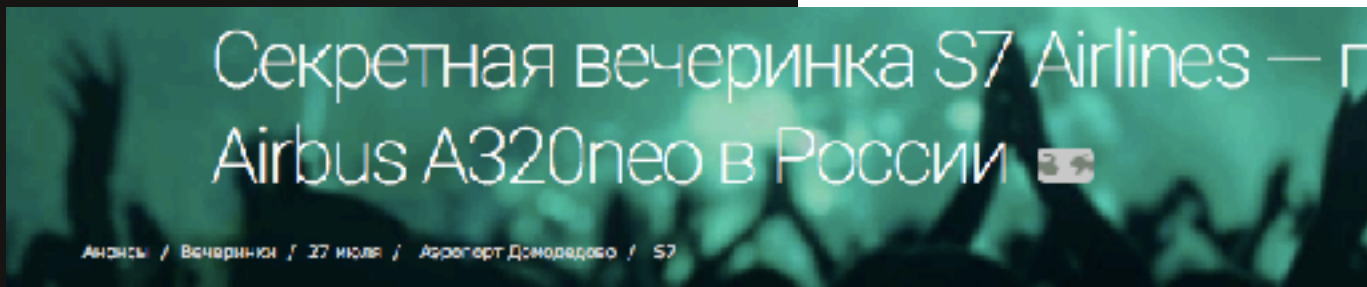 Секретная вечеринка S7 Airlines —
Airbus A320neo в России
Анонсы / Вечеринки / 27 июля / Аэропорт Домодедово / S7